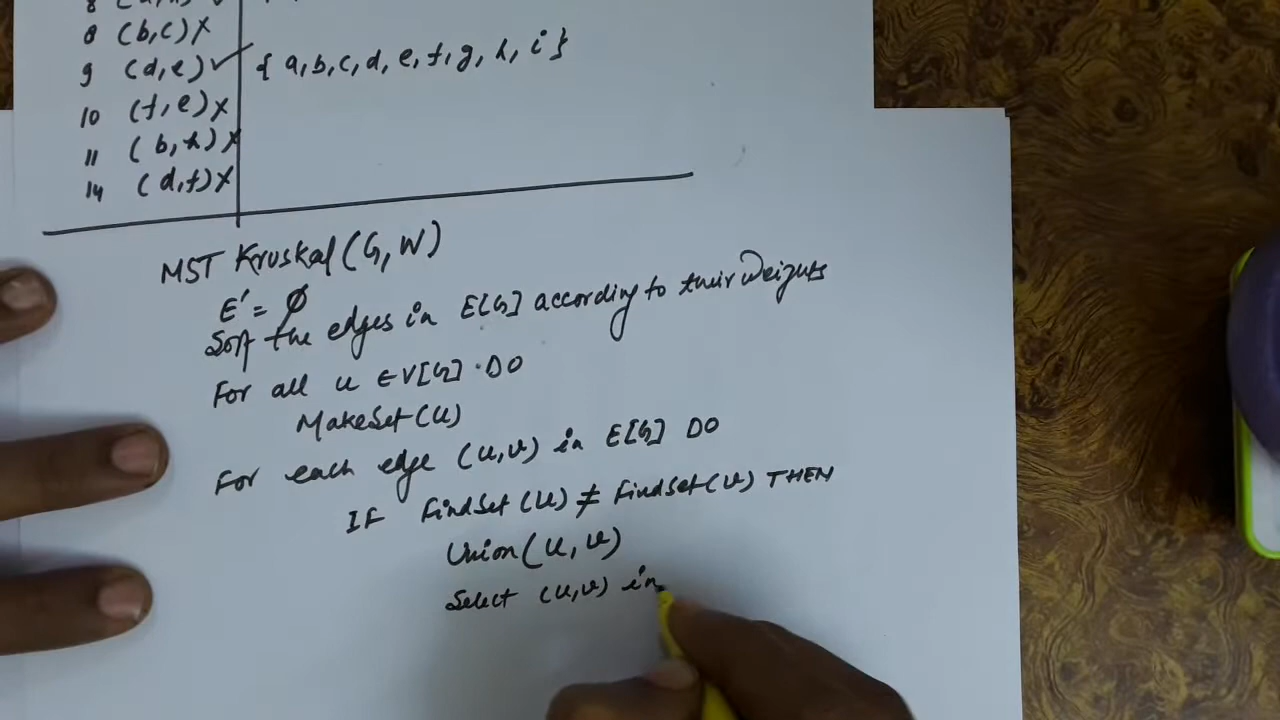 8
8 (b,c) X
9 (d,e) ✓ { a, b, c, d, e, f, g, h, i }
10 (f,e) X
11 (b,h) X
14 (d,f) X
MST Kruskal (G, W)
E' = ∅
Sort the edges in E[G] according to their Weights
For all u ∈ V[G] · DO
MakeSet (u)
For each edge (u,v) in E[G] DO
IF FindSet (u) ≠ FindSet (v) THEN
Union (u, v)
Select (u,v) in